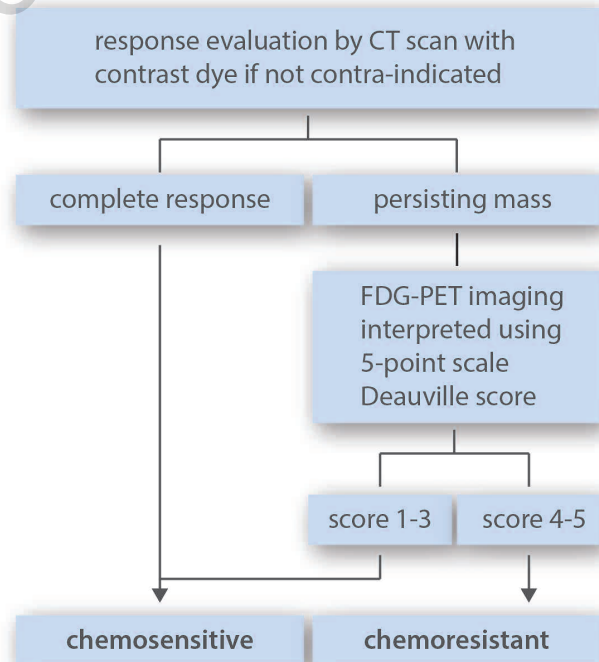 response evaluation by CT scan with
contrast dye if not contra-indicated
complete response
persisting mass
FDG-PET imaging
interpreted using
5-point scale
Deauville score
score 1-3
score 4-5
chemosensitive
chemoresistant